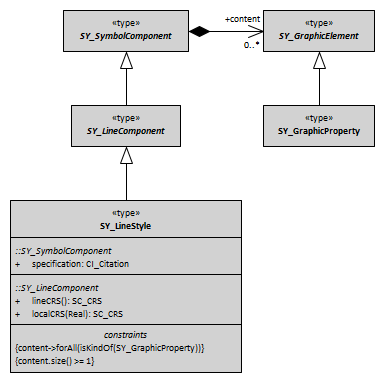 «type»
SY_SymbolComponent
+content
0..*
«type»
SY_GraphicElement
«type»
SY_LineComponent
«type»
SY_GraphicProperty
«type»
SY_LineStyle
::SY_SymbolComponent
+ specification: CI_Citation
::SY_LineComponent
+ lineCRS(): SC_CRS
+ localCRS(Real): SC_CRS
constraints
{content->forAll(isKindOf(SY_GraphicProperty))}
{content.size() >= 1}